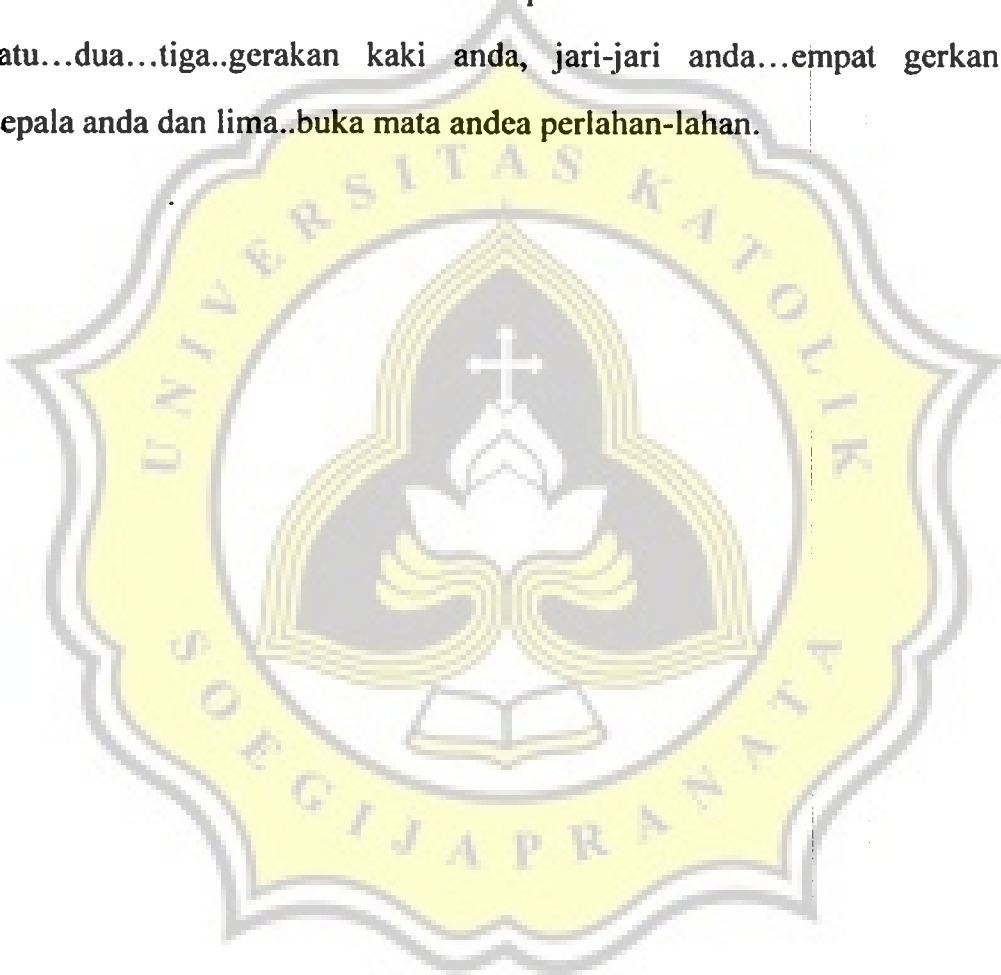 atu...dua...tiga..gerakan kaki anda, jari-jari anda...empat gerkan
epala anda dan lima..buka mata andea perlahan-lahan.
UNIVERSITAS KATOLIK
SOEGIJAPRANATA